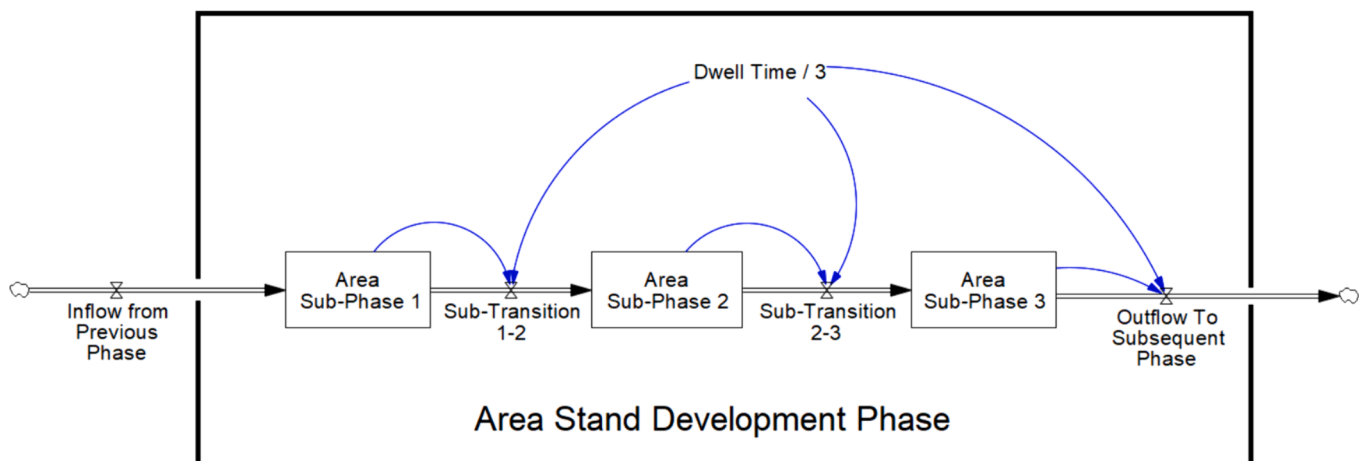 Dwell Time / 3
Area
Sub-Phase 1
Area
Sub-Phase 2
Area
Sub-Phase 3
Inflow from
Previous
Phase
Sub-Transition
1-2
Sub-Transition
2-3
Outflow To
Subsequent
Phase
Area Stand Development Phase